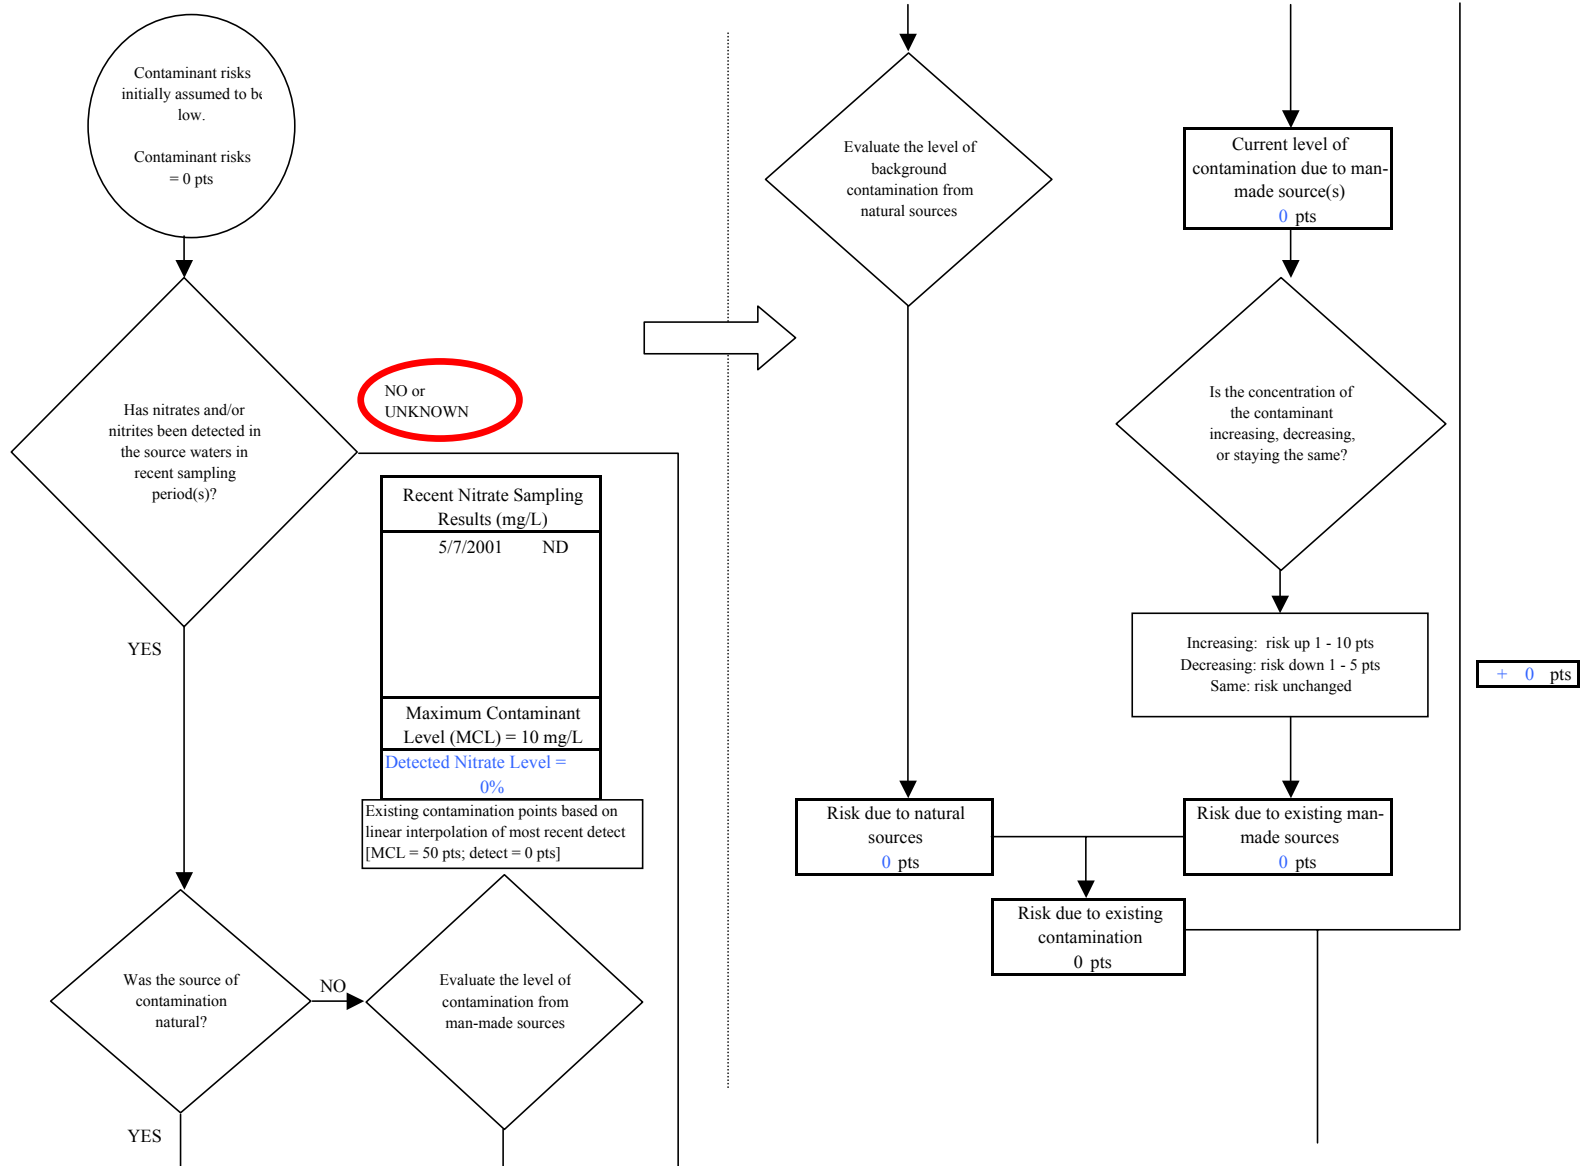 Contaminant risks
initially assumed to be
low.
Contaminant risks
= 0 pts
Has nitrates and/or
nitrites been detected in
the source waters in
recent sampling
period(s)?
NO or
UNKNOWN
Recent Nitrate Sampling
Results (mg/L)
5/7/2001 ND
Maximum Contaminant
Level (MCL) = 10 mg/L
Detected Nitrate Level =
0%
Existing contamination points based on
linear interpolation of most recent detect
[MCL = 50 pts; detect = 0 pts]
YES
Was the source of
contamination
natural?
NO
Evaluate the level of
contamination from
man-made sources
YES
Evaluate the level of
background
contamination from
natural sources
Current level of
contamination due to man-
made source(s)
0 pts
Is the concentration of
the contaminant
increasing, decreasing,
or staying the same?
Increasing: risk up 1 - 10 pts
Decreasing: risk down 1 - 5 pts
Same: risk unchanged
+ 0 pts
Risk due to natural
sources
0 pts
Risk due to existing man-
made sources
0 pts
Risk due to existing
contamination
0 pts